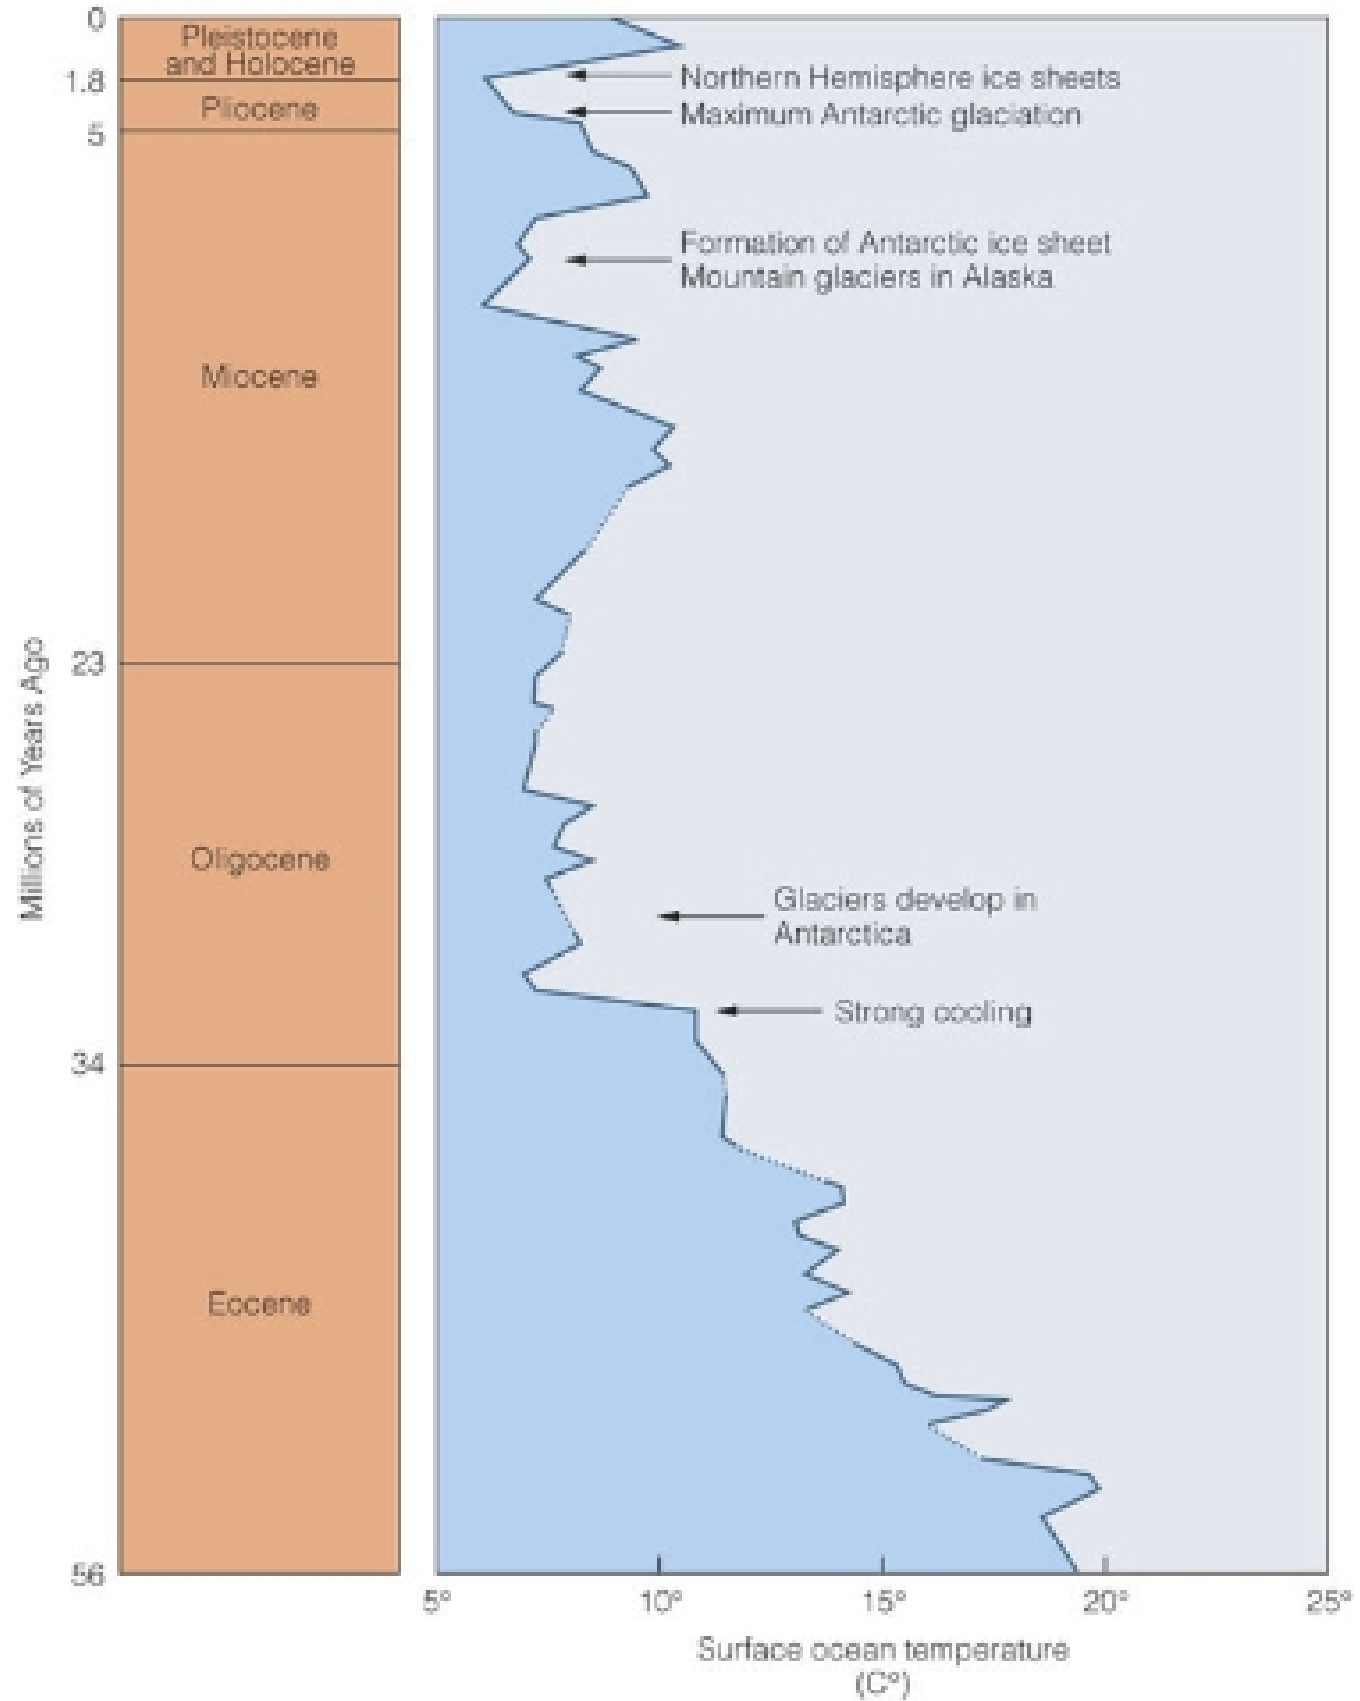 0
Pleistocene
and Holocene
1.8
Pliocene
5
Miocene
23
Oligocene
34
Eocene
56
Millions of Years Ago
Northern Hemisphere ice sheets
Maximum Antarctic glaciation
Formation of Antarctic ice sheet
Mountain glaciers in Alaska
Glaciers develop in
Antarctica
Strong cooling
5° 10° 15° 20° 25°
Surface ocean temperature
(C°)